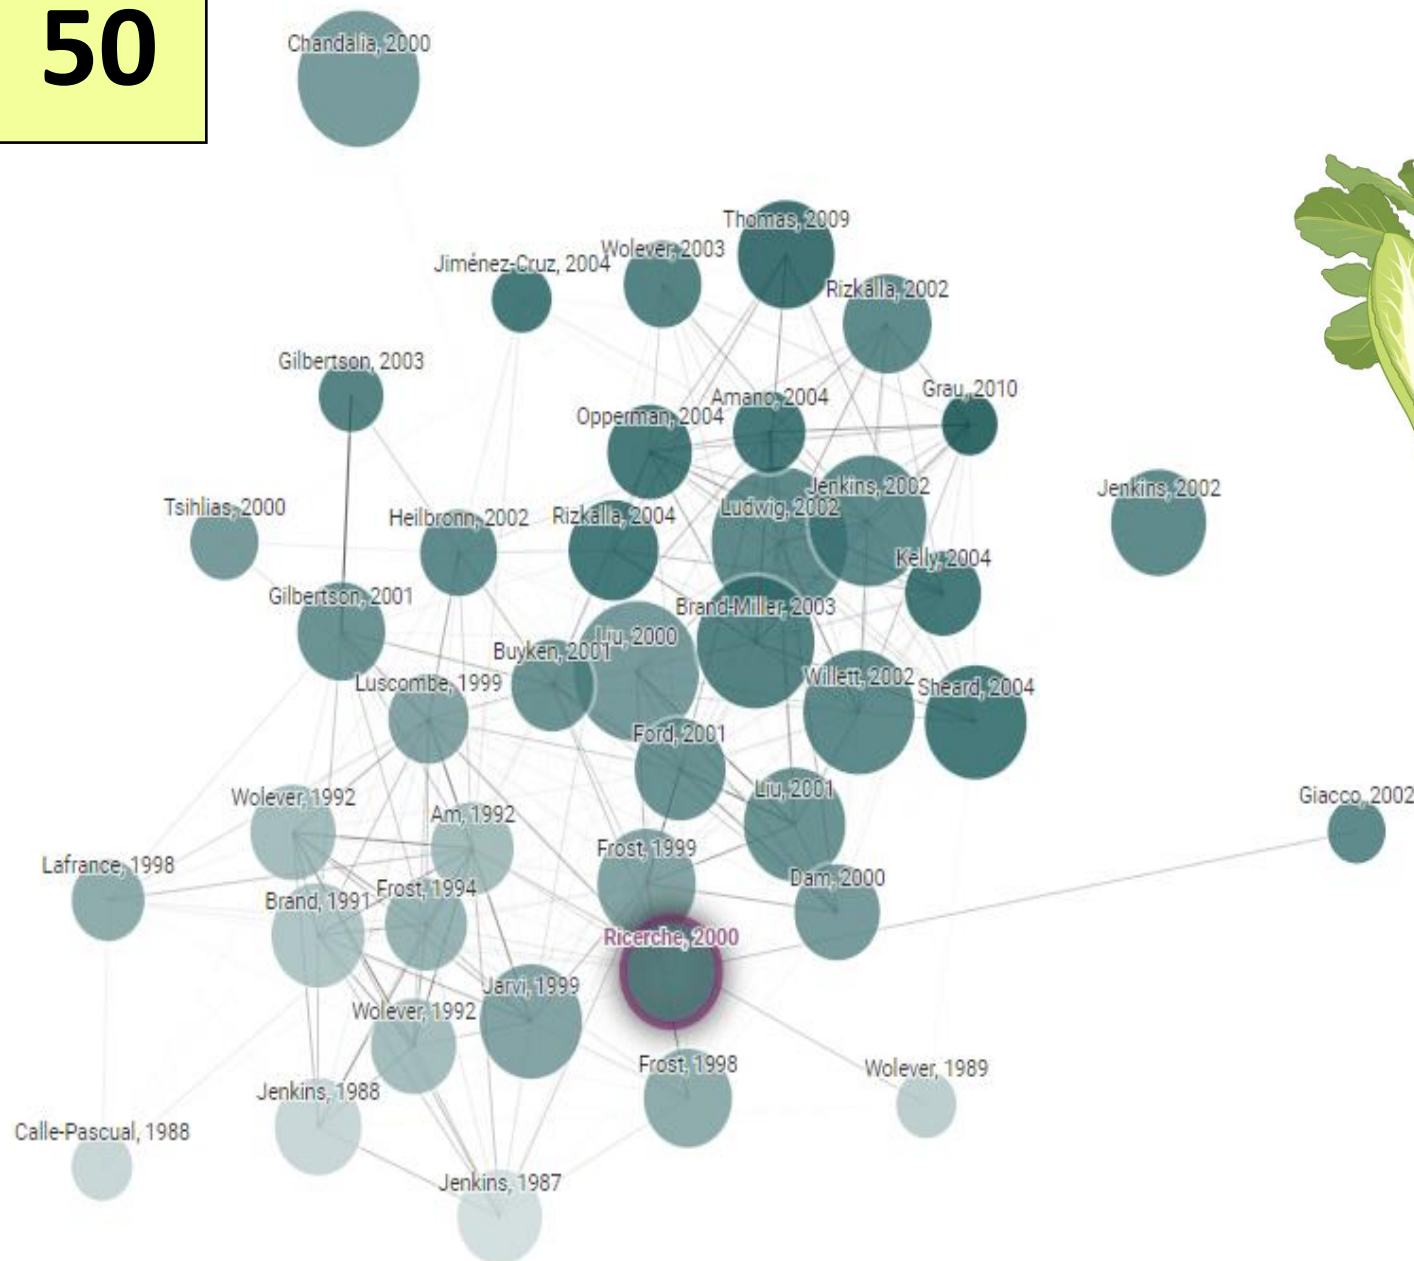 50
Chandalia, 2000
Thomas, 2009
Wolever, 2003
Jiménez-Cruz, 2004
Rizkalla, 2002
Gilbertson, 2003
Grau, 2010
Amano, 2004
Opperman, 2004
Jenkins, 2002
Jenkins, 2002
Ludwig, 2002
Tsihlias, 2000
Heilbronn, 2002
Rizkalla, 2004
Kelly, 2004
Gilbertson, 2001
Brand-Miller, 2003
Liu, 2000
Buyken, 2001
Luscombe, 1999
Willett, 2002
Sheard, 2004
Ford, 2001
Liu, 2001
Wolever, 1992
Giacco, 2002
Am, 1992
Frost, 1999
Lafrance, 1998
Dam, 2000
Frost, 1994
Brand, 1991
Ricerche, 2000
Jarvi, 1999
Wolever, 1992
Frost, 1998
Wolever, 1989
Jenkins, 1988
Calle-Pascual, 1988
Jenkins, 1987